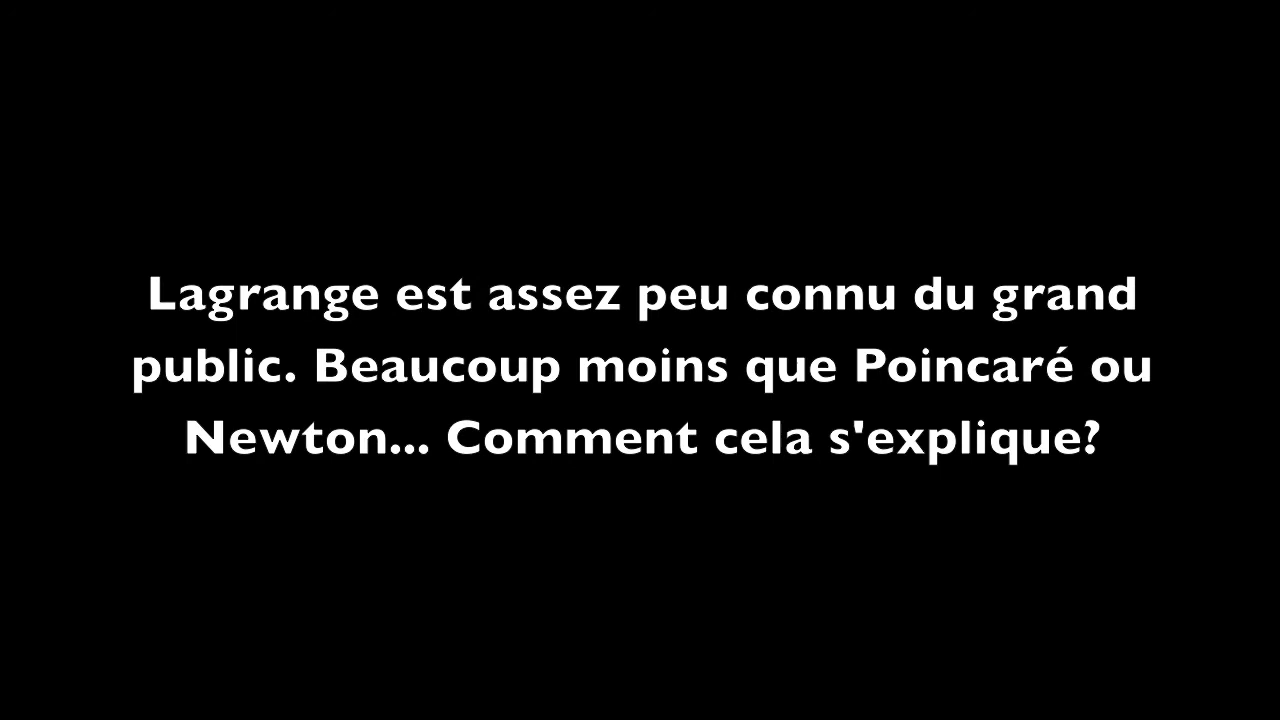 Lagrange est assez peu connu du grand
public. Beaucoup moins que Poincaré ou
Newton... Comment cela s'explique?